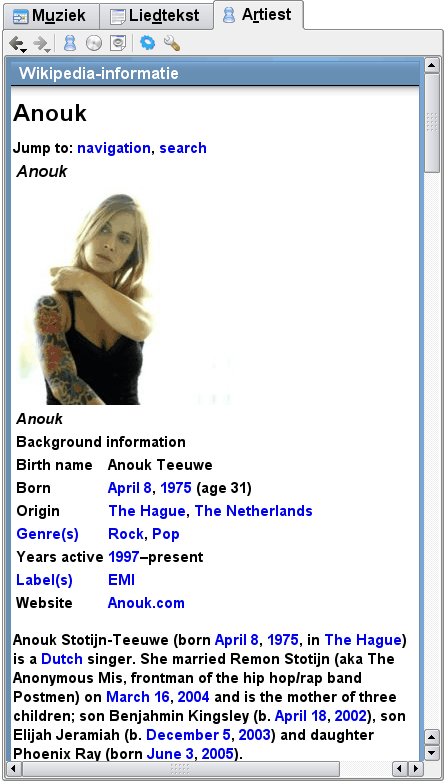 Muziek Liedtekst Artiest
Wikipedia-informatie
Anouk
Jump to: navigation, search
Anouk
Anouk
Background information
Birth name Anouk Teeuwe
Born April 8, 1975 (age 31)
Origin The Hague, The Netherlands
Genre(s) Rock, Pop
Years active 1997–present
Label(s) EMI
Website Anouk.com
Anouk Stotijn-Teeuwe (born April 8, 1975, in The Hague)
is a Dutch singer. She married Remon Stotijn (aka The
Anonymous Mis, frontman of the hip hop/rap band
Postmen) on March 16, 2004 and is the mother of three
children; son Benjahmin Kingsley (b. April 18, 2002), son
Elijah Jeramiah (b. December 5, 2003) and daughter
Phoenix Ray (born June 3, 2005).